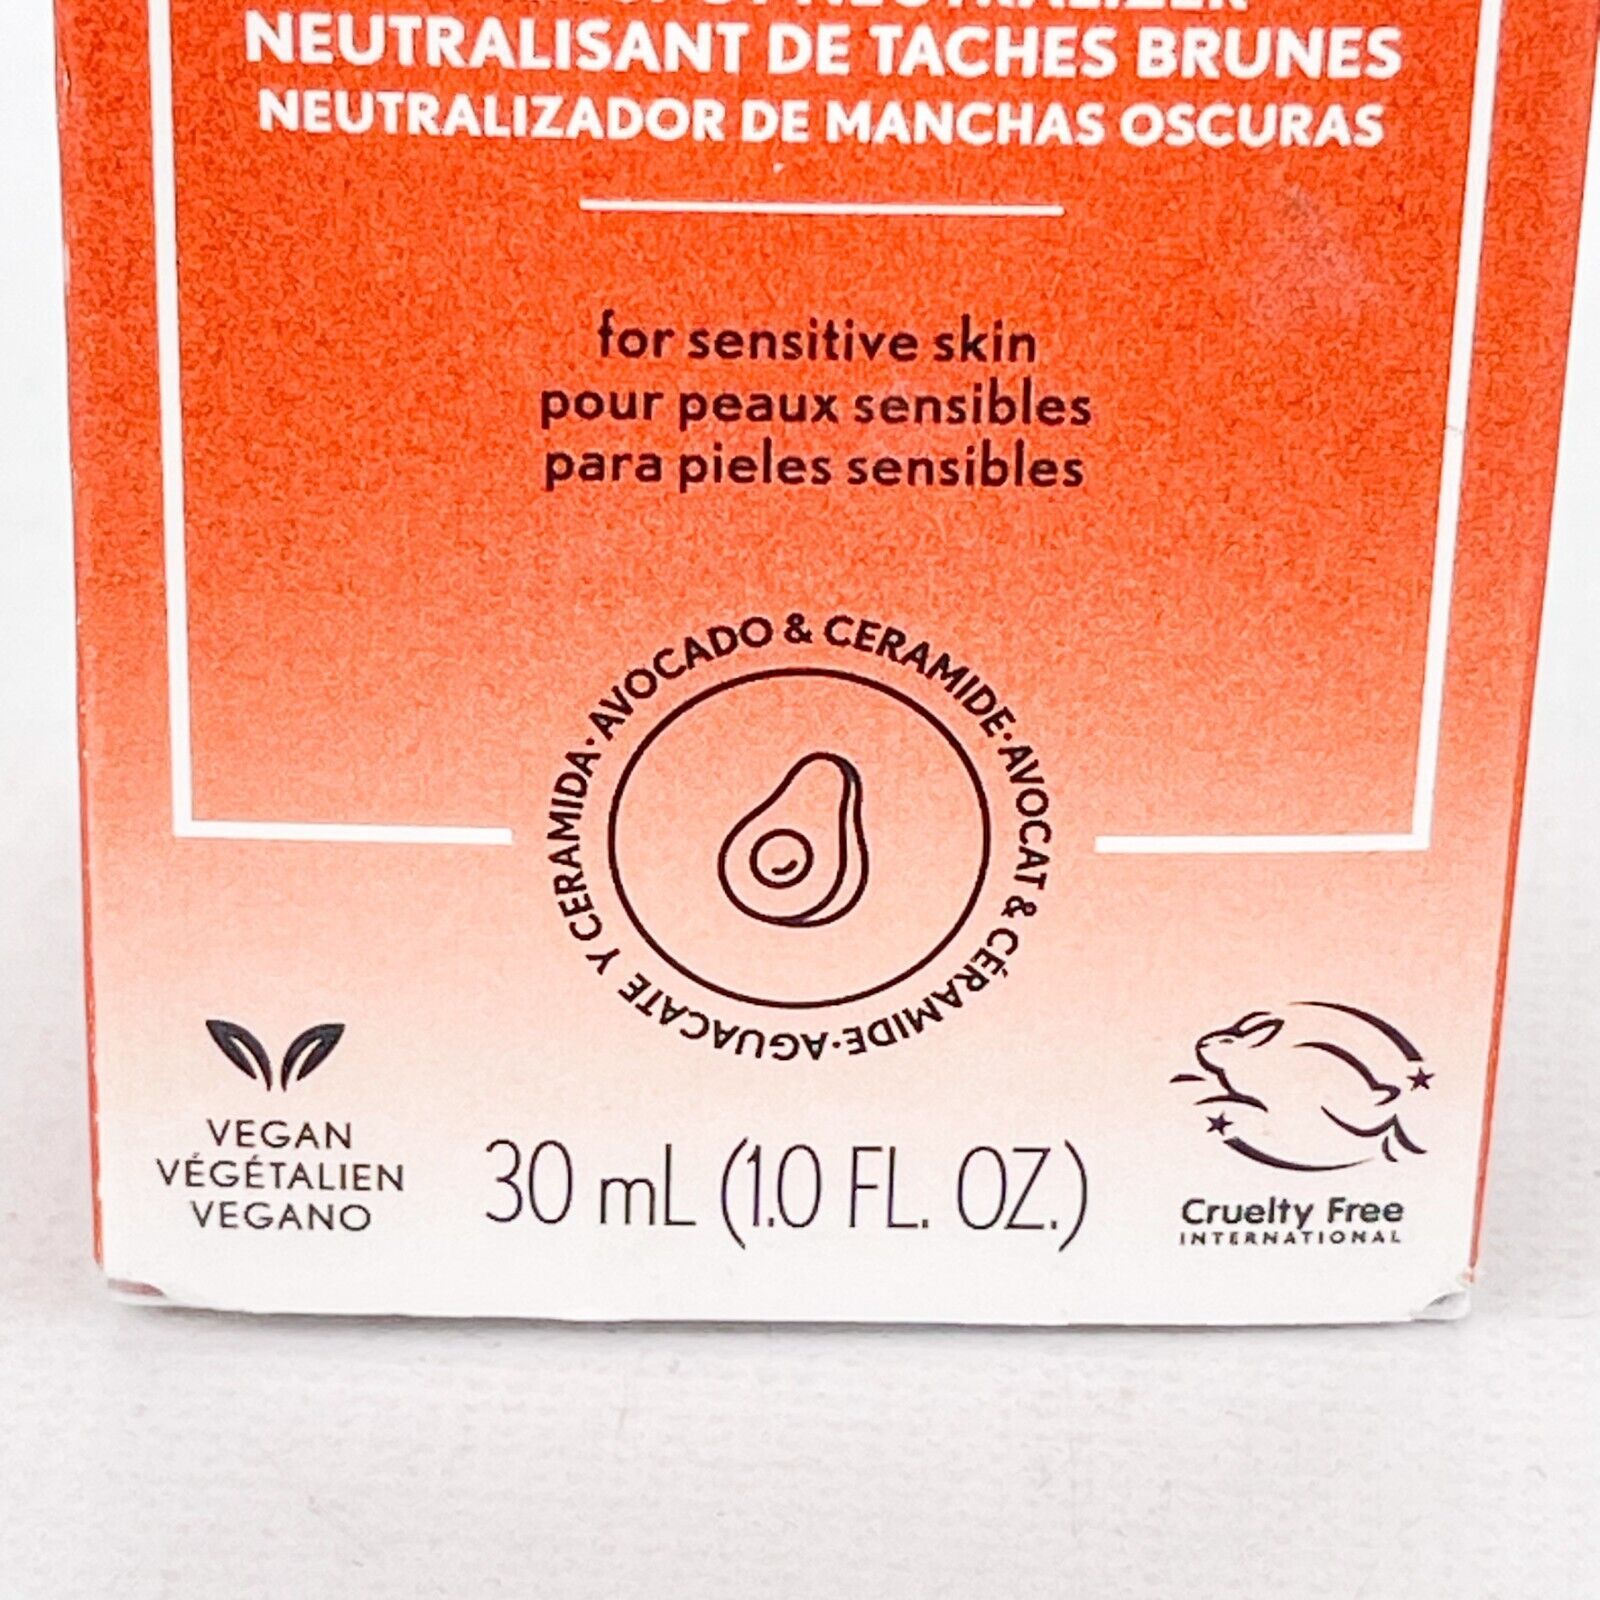 NEUTRALIZER
NEUTRALISANT DE TACHES BRUNES
NEUTRALIZADOR DE MANCHAS OSCURAS
for sensitive skin
pour peaux sensibles
para pieles sensibles
AVOCADO & CERAMIDE · AVOCAT & CÉRAMIDE · AGUACATE Y CERAMIDA ·
VEGAN
VÉGÉTALIEN
VEGANO
30 mL (1.0 FL. OZ.)
Cruelty Free
INTERNATIONAL